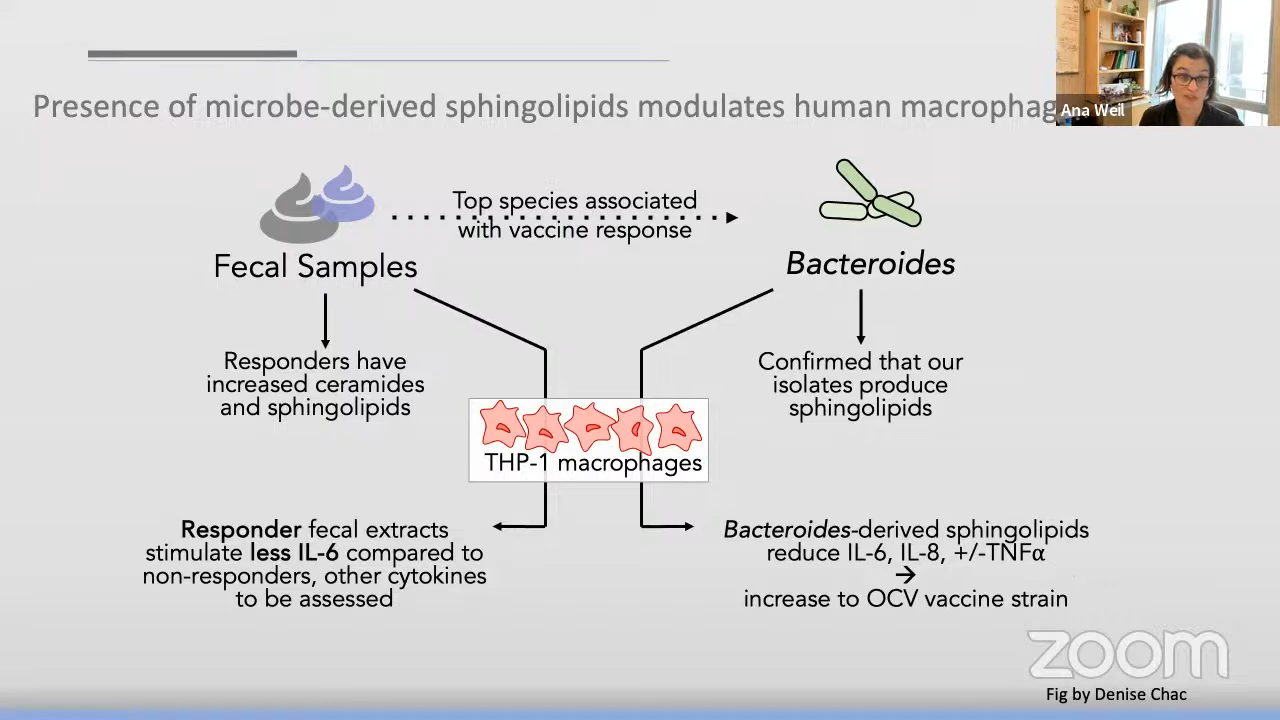 Presence of microbe-derived sphingolipids modulates human macrophag
Ana Weil
Top species associated
with vaccine response
Fecal Samples
Bacteroides
Responders have
increased ceramides
and sphingolipids
Confirmed that our
isolates produce
sphingolipids
THP-1 macrophages
Responder fecal extracts
stimulate less IL-6 compared to
non-responders, other cytokines
to be assessed
Bacteroides-derived sphingolipids
reduce IL-6, IL-8, +/-TNFα
→
increase to OCV vaccine strain
zoom
Fig by Denise Chac